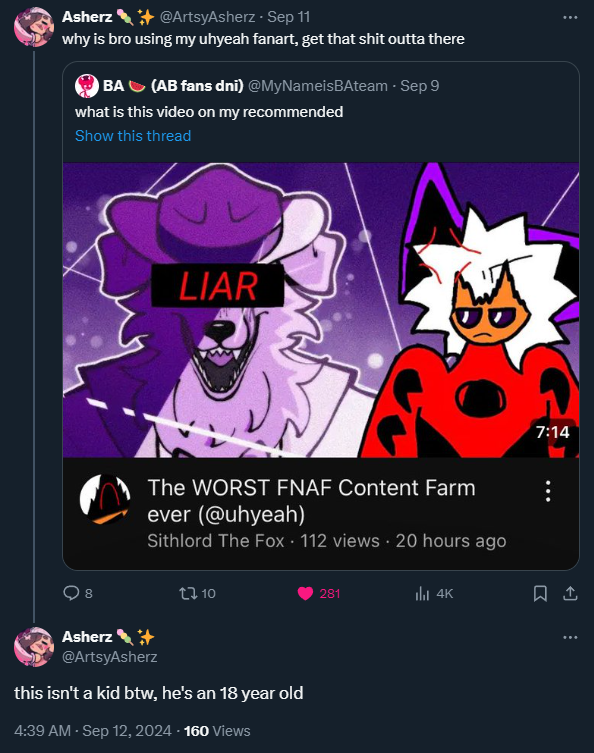 Asherz 🍡✨ @ArtsyAsherz · Sep 11
why is bro using my uhyeah fanart, get that shit outta there
BA 🍉 (AB fans dni) @MyNameisBAteam · Sep 9
what is this video on my recommended
Show this thread
LIAR
7:14
The WORST FNAF Content Farm
ever (@uhyeah)
Sithlord The Fox · 112 views · 20 hours ago
8 10 281 4K
Asherz 🍡✨
@ArtsyAsherz
this isn't a kid btw, he's an 18 year old
4:39 AM · Sep 12, 2024 · 160 Views